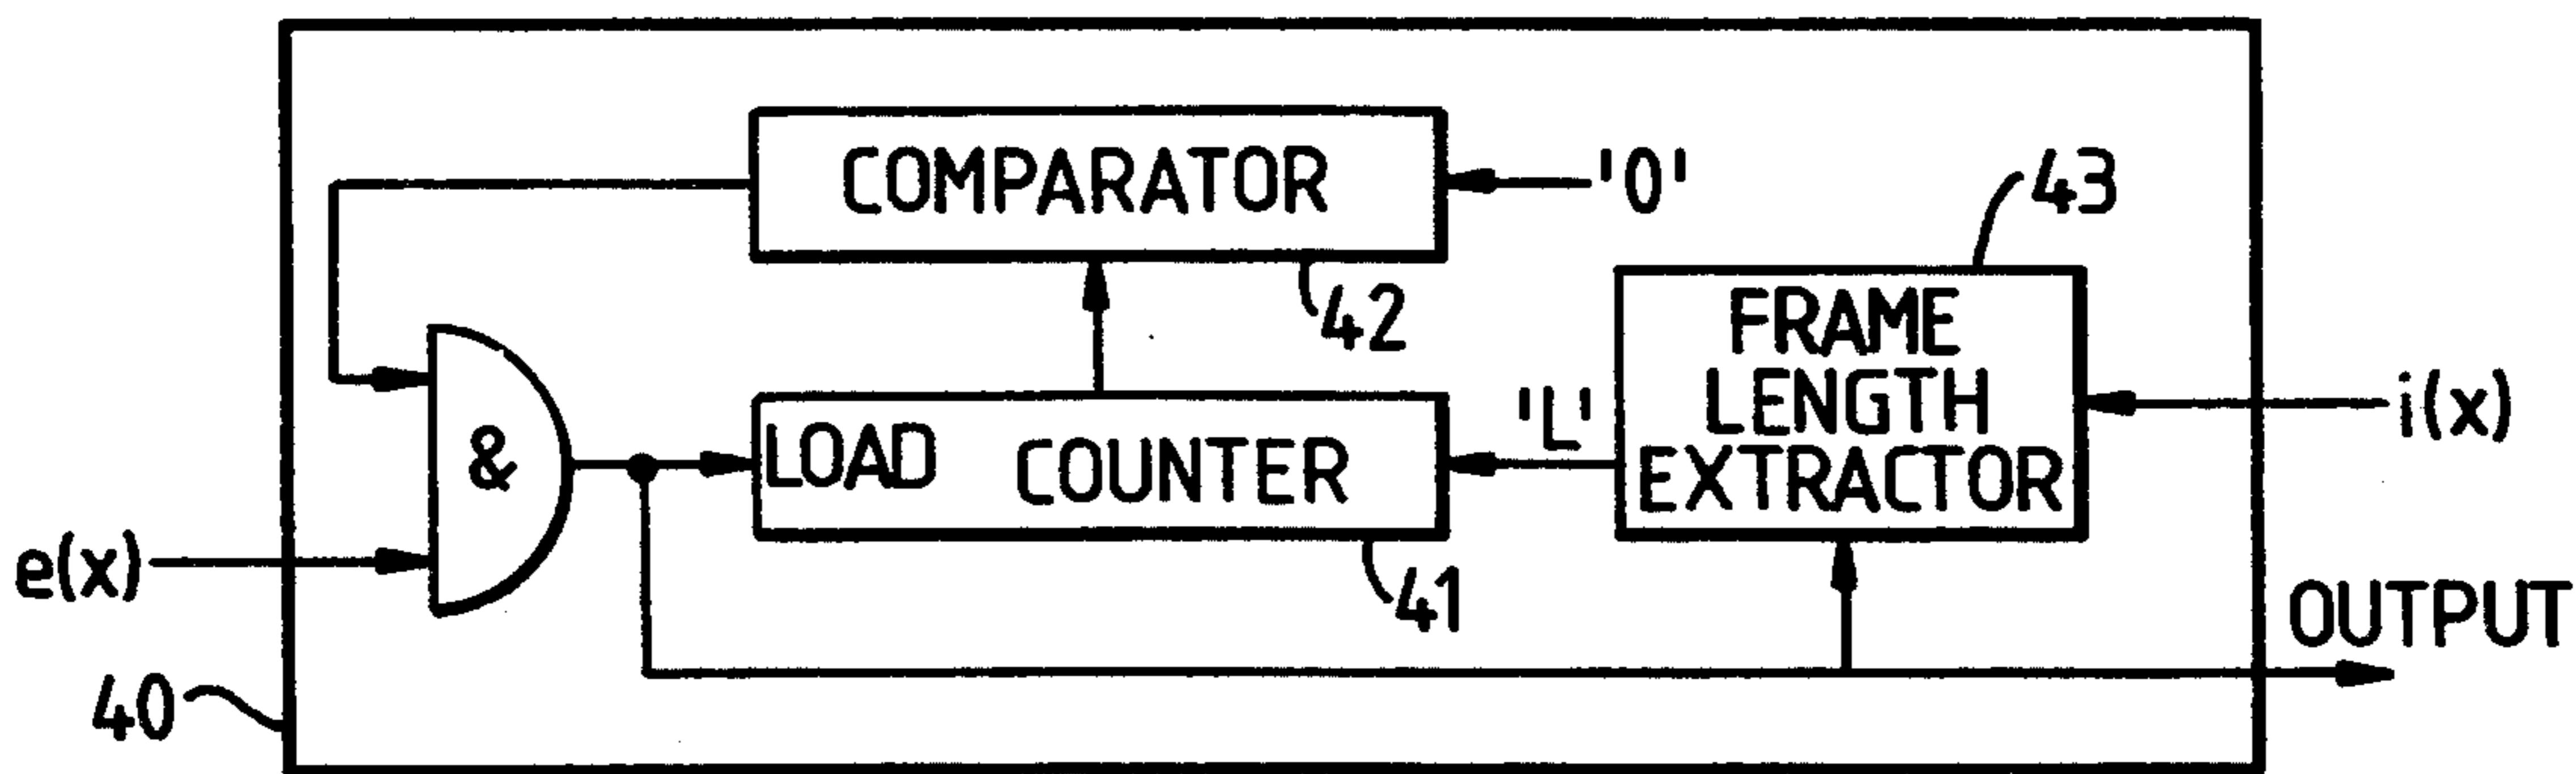 COMPARATOR
'0'
43
42
FRAME
LENGTH
EXTRACTOR
i(x)
&
LOAD COUNTER
'L'
e(x)
41
OUTPUT
40